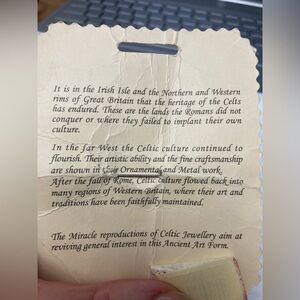 It is in the Irish Isle and the Northern and Western
rims of Great Britain that the heritage of the Celts
has endured. These are the lands the Romans did not
conquer or where they failed to implant their own
culture.
In the far West the Celtic culture continued to
flourish. Their artistic ability and the fine craftsmanship
are shown in their Ornamental and Metal work.
After the fall of Rome, Celtic culture flowed back into
many regions of Western Britain, where their art and
traditions have been faithfully maintained.
The Miracle reproductions of Celtic Jewellery aim at
reviving general interest in this Ancient Art Form.